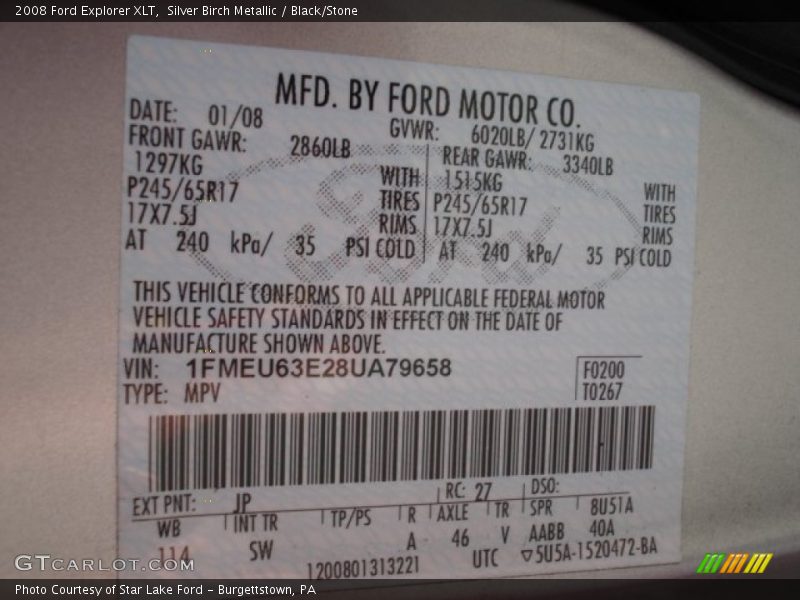 2008 Ford Explorer XLT, Silver Birch Metallic / Black/Stone
MFD. BY FORD MOTOR CO.
DATE: 01/08 GVWR: 6020LB/ 2731KG
FRONT GAWR: 2860LB REAR GAWR: 3340LB
1297KG WITH 1515KG WITH
P245/65R17 TIRES P245/65R17 TIRES
17X7.5J RIMS 17X7.5J RIMS
AT 240 kPa/ 35 PSI COLD AT 240 kPa/ 35 PSI COLD
THIS VEHICLE CONFORMS TO ALL APPLICABLE FEDERAL MOTOR
VEHICLE SAFETY STANDARDS IN EFFECT ON THE DATE OF
MANUFACTURE SHOWN ABOVE.
VIN: 1FMEU63E28UA79658 F0200
TYPE: MPV T0267
EXT PNT: JP RC: 27 DSO:
WB INT TR TP/PS R AXLE TR SPR 8U51A
114 SW A 46 V AABB 40A
1200801313221 UTC ▽5U5A-1520472-BA
GTCARLOT.COM
Photo Courtesy of Star Lake Ford - Burgettstown, PA